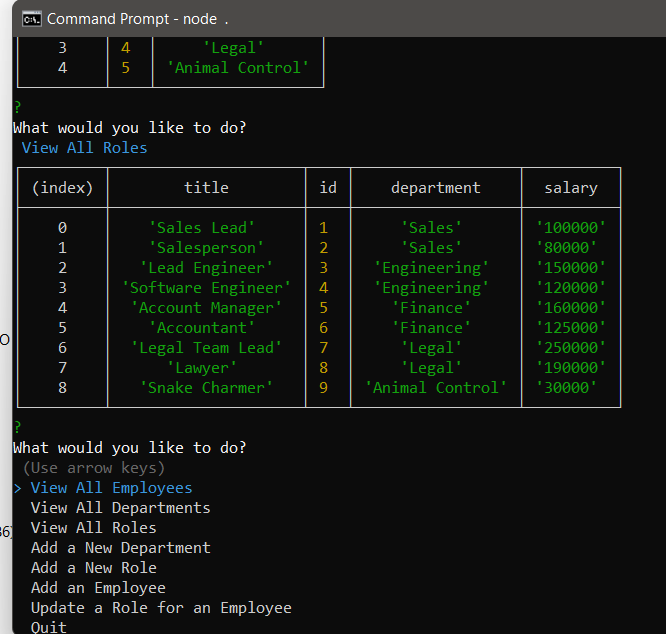 Command Prompt - node .
3 4 'Legal'
4 5 'Animal Control'
?
What would you like to do?
View All Roles
(index) title id department salary
0 'Sales Lead' 1 'Sales' '100000'
1 'Salesperson' 2 'Sales' '80000'
2 'Lead Engineer' 3 'Engineering' '150000'
3 'Software Engineer' 4 'Engineering' '120000'
4 'Account Manager' 5 'Finance' '160000'
5 'Accountant' 6 'Finance' '125000'
6 'Legal Team Lead' 7 'Legal' '250000'
7 'Lawyer' 8 'Legal' '190000'
8 'Snake Charmer' 9 'Animal Control' '30000'
?
What would you like to do?
(Use arrow keys)
> View All Employees
View All Departments
View All Roles
Add a New Department
Add a New Role
Add an Employee
Update a Role for an Employee
Quit